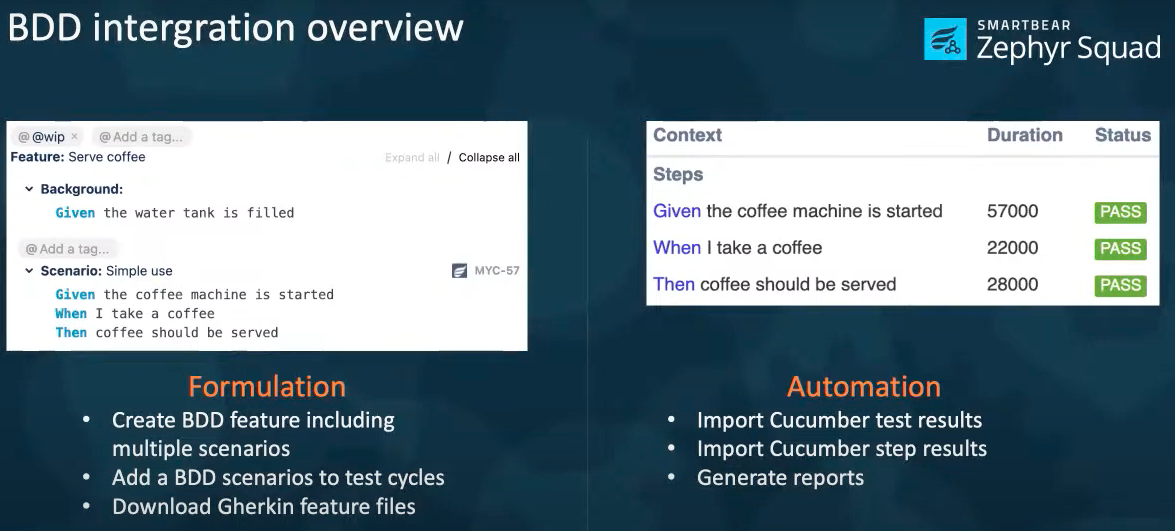 BDD intergration overview
SMARTBEAR
Zephyr Squad
@ @wip × @ Add a tag...
Feature: Serve coffee
Expand all / Collapse all
Background:
Given the water tank is filled
@ Add a tag...
Scenario: Simple use
MYC-57
Given the coffee machine is started
When I take a coffee
Then coffee should be served
Formulation
• Create BDD feature including
multiple scenarios
• Add a BDD scenarios to test cycles
• Download Gherkin feature files
Context Duration Status
Steps
Given the coffee machine is started 57000 PASS
When I take a coffee 22000 PASS
Then coffee should be served 28000 PASS
Automation
• Import Cucumber test results
• Import Cucumber step results
• Generate reports